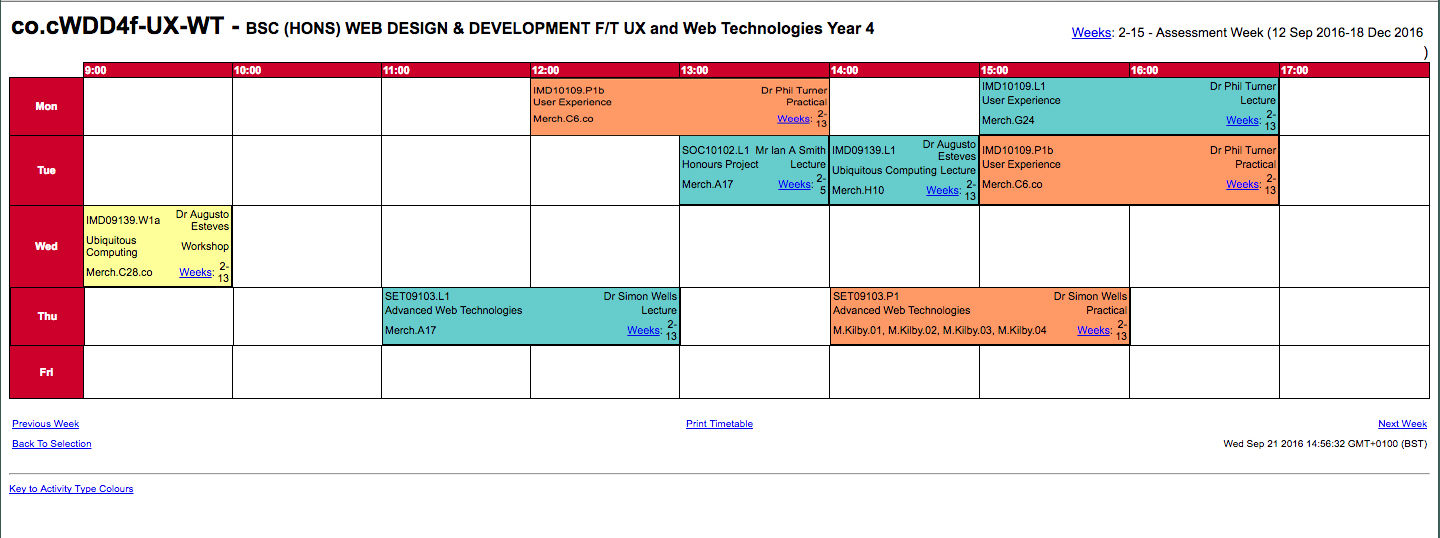 co.cWDD4f-UX-WT - BSC (HONS) WEB DESIGN & DEVELOPMENT F/T UX and Web Technologies Year 4
Weeks: 2-15 - Assessment Week (12 Sep 2016-18 Dec 2016
)
9:00 10:00 11:00 12:00 13:00 14:00 15:00 16:00 17:00
Mon
IMD10109.P1b Dr Phil Turner
User Experience Practical
Merch.C6.co Weeks: 2-
13
IMD10109.L1 Dr Phil Turner
User Experience Lecture
Merch.G24 Weeks: 2-
13
Tue
SOC10102.L1 Mr Ian A Smith
Honours Project Lecture
Merch.A17 Weeks: 2-
5
IMD09139.L1 Dr Augusto
Esteves
Ubiquitous Computing Lecture
Merch.H10 Weeks: 2-
13
IMD10109.P1b Dr Phil Turner
User Experience Practical
Merch.C6.co Weeks: 2-
13
Wed
IMD09139.W1a Dr Augusto
Esteves
Ubiquitous
Computing Workshop
Merch.C28.co Weeks: 2-
13
Thu
SET09103.L1 Dr Simon Wells
Advanced Web Technologies Lecture
Merch.A17 Weeks: 2-
13
SET09103.P1 Dr Simon Wells
Advanced Web Technologies Practical
M.Kilby.01, M.Kilby.02, M.Kilby.03, M.Kilby.04 Weeks: 2-
13
Fri
Previous Week Print Timetable Next Week
Back To Selection Wed Sep 21 2016 14:56:32 GMT+0100 (BST)
Key to Activity Type Colours